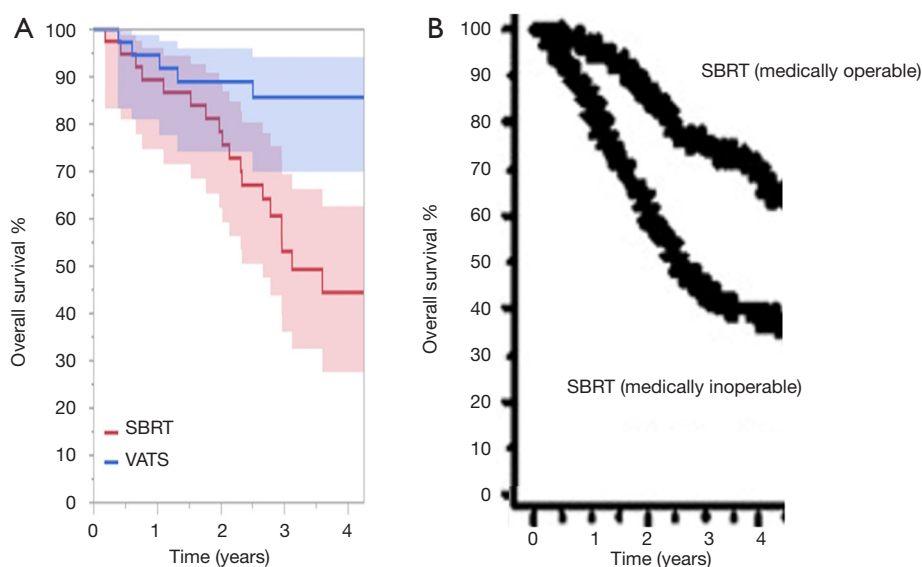 A
Overall survival %
100
90
80
70
60
50
40
30
20
10
0
SBRT
VATS
0 1 2 3 4
Time (years)
B
Overall survival %
100
90
80
70
60
50
40
30
20
10
0
SBRT (medically operable)
SBRT (medically inoperable)
0 1 2 3 4
Time (years)